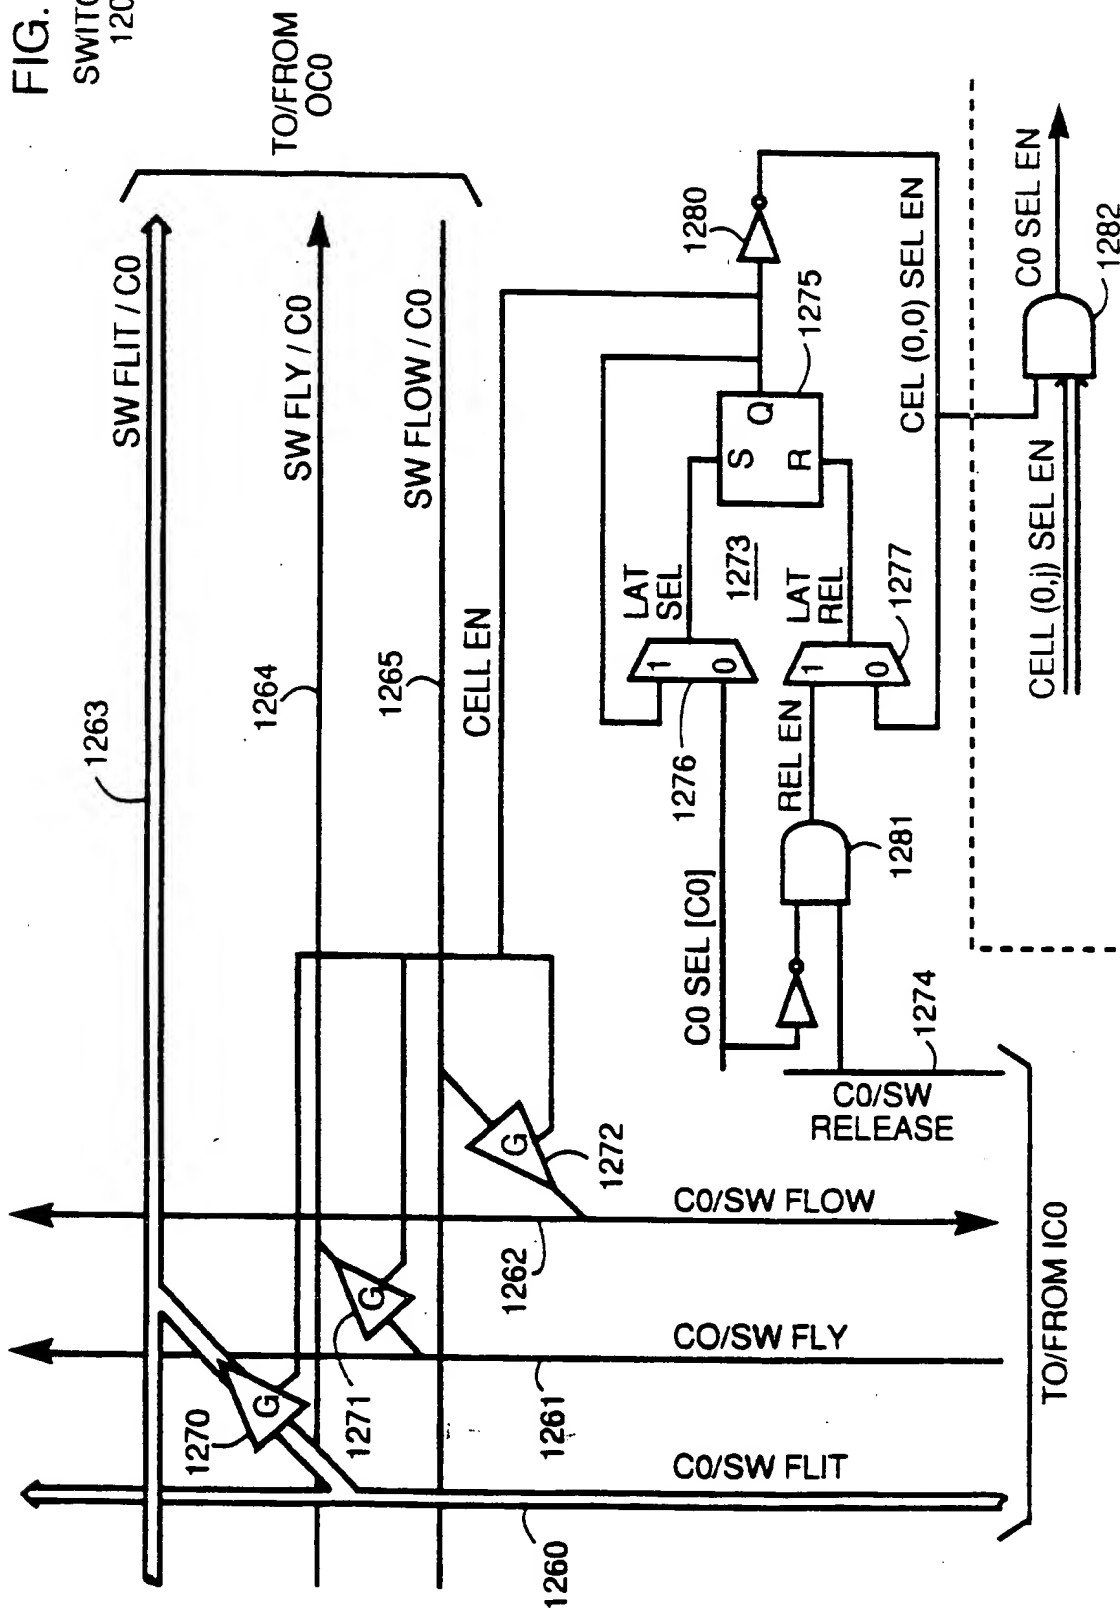 FIG.
TO/FROM
OC0
SW FLIT / C0
SW FLY / C0
SW FLOW / C0
1263
1264
1265
CELL EN
1280
1275
Q
S
R
LAT
SEL
1273
LAT
REL
1
0
1276
1
0
1277
CEL (0,0) SEL EN
C0 SEL EN
1282
CELL (0,j) SEL EN
C0 SEL [C0]
REL EN
1281
1274
C0/SW
RELEASE
G
1270
G
1271
G
1272
C0/SW FLOW
1262
CO/SW FLY
1261
C0/SW FLIT
1260
TO/FROM IC0